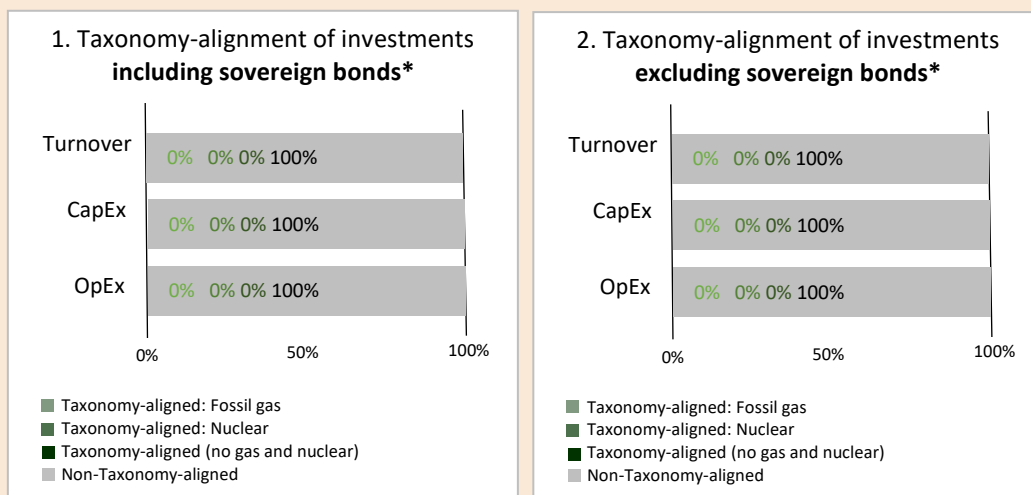 1. Taxonomy-alignment of investments
including sovereign bonds*
Turnover
0% 0% 0% 100%
CapEx
0% 0% 0% 100%
OpEx
0% 0% 0% 100%
0% 50% 100%
Taxonomy-aligned: Fossil gas
Taxonomy-aligned: Nuclear
Taxonomy-aligned (no gas and nuclear)
Non-Taxonomy-aligned
2. Taxonomy-alignment of investments
excluding sovereign bonds*
Turnover
0% 0% 0% 100%
CapEx
0% 0% 0% 100%
OpEx
0% 0% 0% 100%
0% 50% 100%
Taxonomy-aligned: Fossil gas
Taxonomy-aligned: Nuclear
Taxonomy-aligned (no gas and nuclear)
Non-Taxonomy-aligned